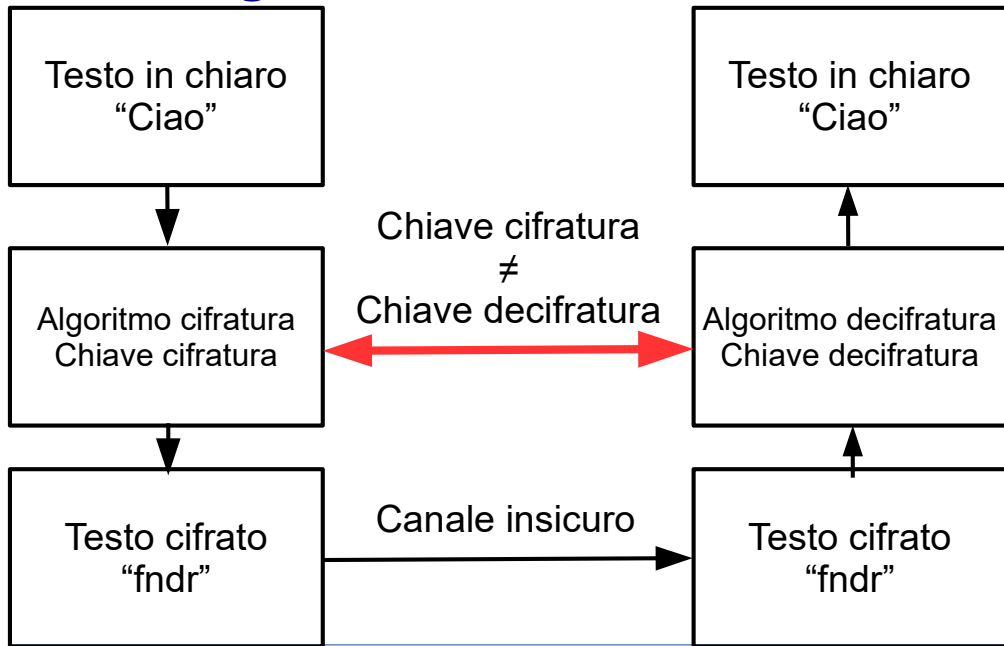 Testo in chiaro
“Ciao”
Testo in chiaro
“Ciao”
Chiave cifratura
≠
Chiave decifratura
Algoritmo cifratura
Chiave cifratura
Algoritmo decifratura
Chiave decifratura
Canale insicuro
Testo cifrato
“fndr”
Testo cifrato
“fndr”